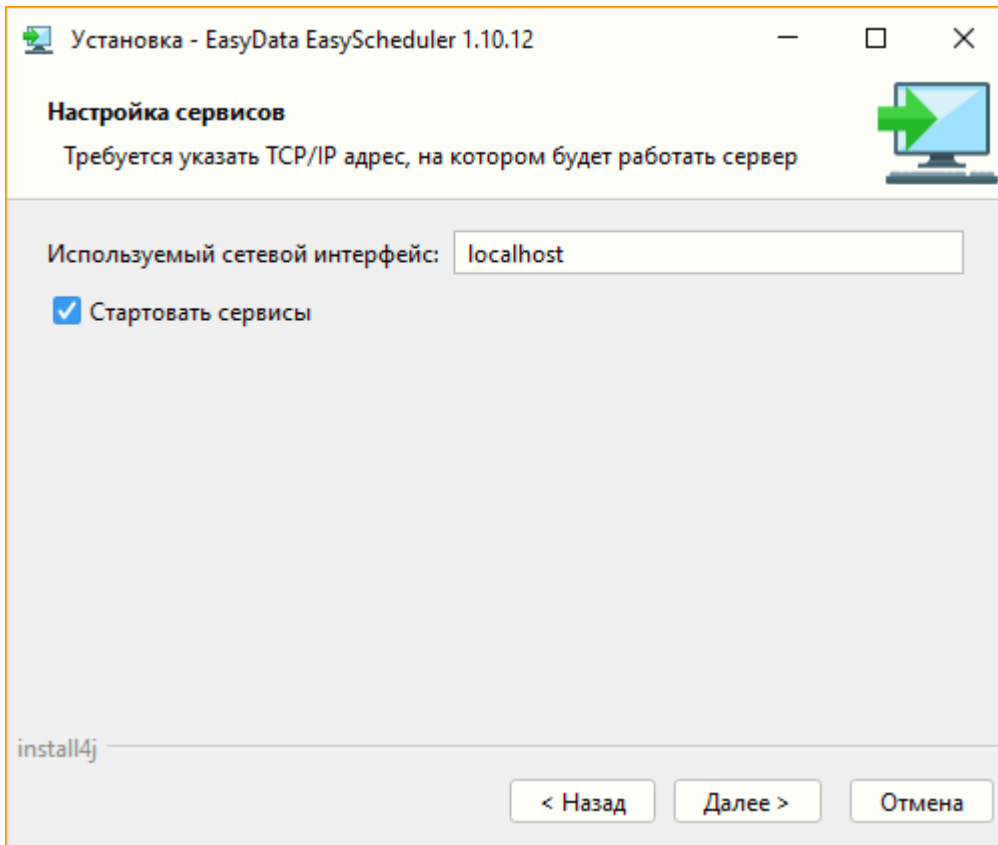 Установка - EasyData EasyScheduler 1.10.12
Настройка сервисов
Требуется указать TCP/IP адрес, на котором будет работать сервер
Используемый сетевой интерфейс: localhost
Стартовать сервисы
install4j
< Назад Далее > Отмена